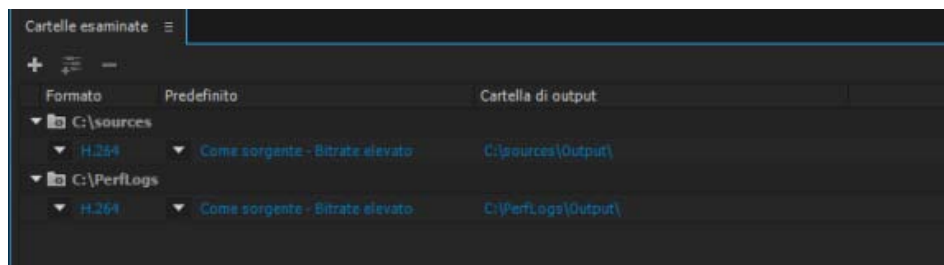 Cartelle esaminate
Formato Predefinito Cartella di output
C:\sources
H.264 Come sorgente - Bitrate elevato C:\sources\Output\
C:\PerfLogs
H.264 Come sorgente - Bitrate elevato C:\PerfLogs\Output\